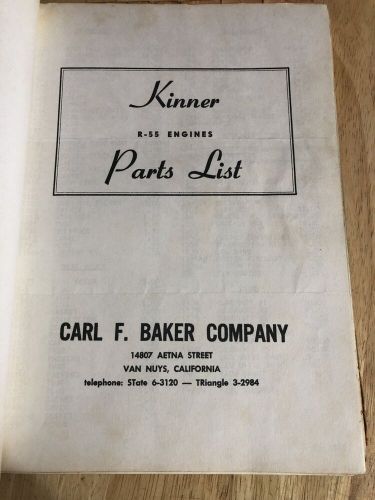 Kinner
R-55 ENGINES
Parts List
CARL F. BAKER COMPANY
14807 AETNA STREET
VAN NUYS, CALIFORNIA
telephone: STate 6-3120 — TRiangle 3-2984